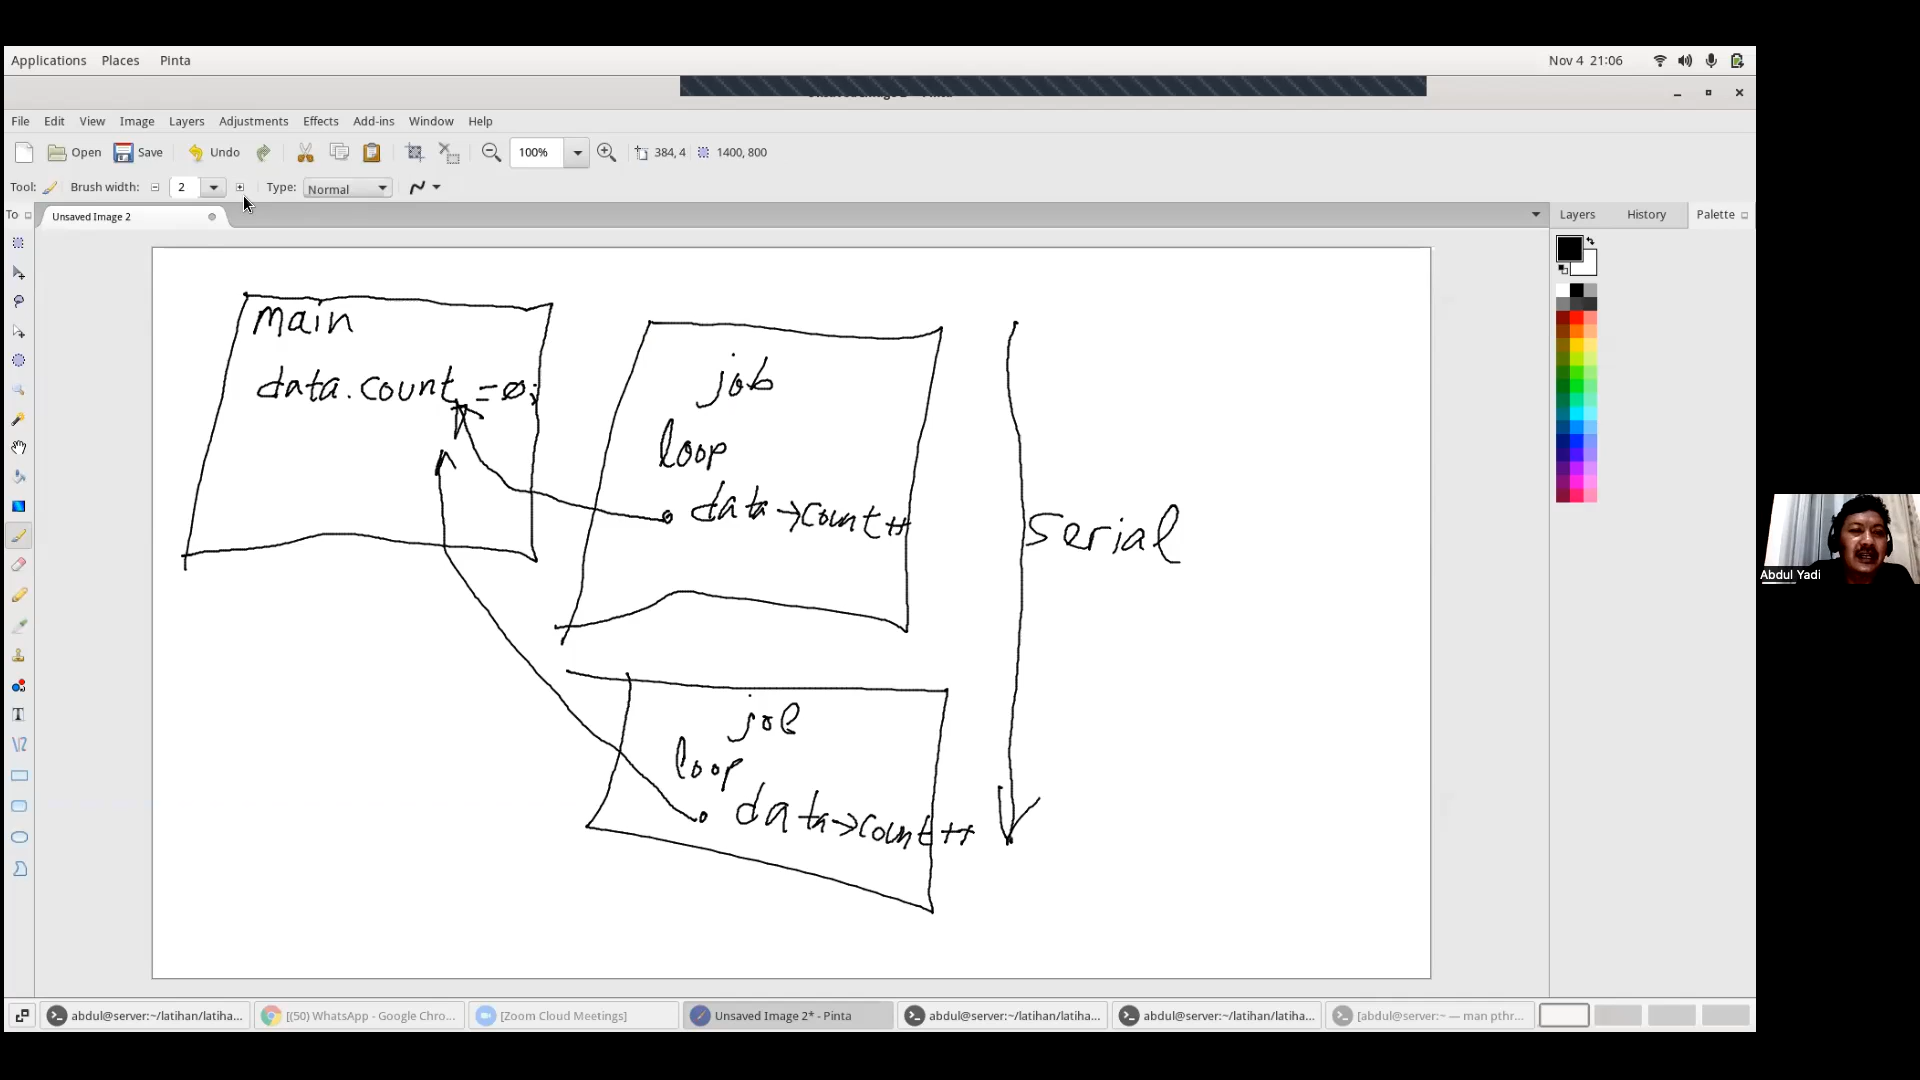 Applications Places Pinta
Nov 4 21:06
File Edit View Image Layers Adjustments Effects Add-ins Window Help
Open Save Undo 100% 384, 4 1400, 800
Tool: Brush width: 2 Type: Normal
To Unsaved Image 2 Layers History Palette
main
data.count =0;
job
loop
data->count++
serial
job
loop
data->count++
Abdul Yadi
abdul@server:~/latihan/latiha... [(50) WhatsApp - Google Chro... [Zoom Cloud Meetings] Unsaved Image 2* - Pinta abdul@server:~/latihan/latiha... abdul@server:~/latihan/latiha... [abdul@server:~ — man pthr...